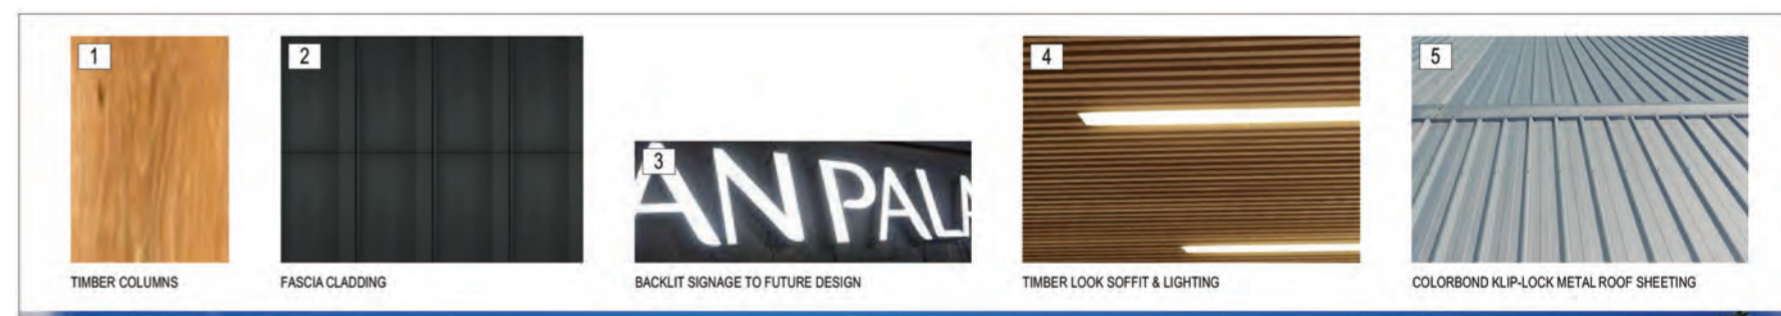 1
2
3
4
5
AN PALA
TIMBER COLUMNS
FASCIA CLADDING
BACKLIT SIGNAGE TO FUTURE DESIGN
TIMBER LOOK SOFFIT & LIGHTING
COLORBOND KLIP-LOCK METAL ROOF SHEETING